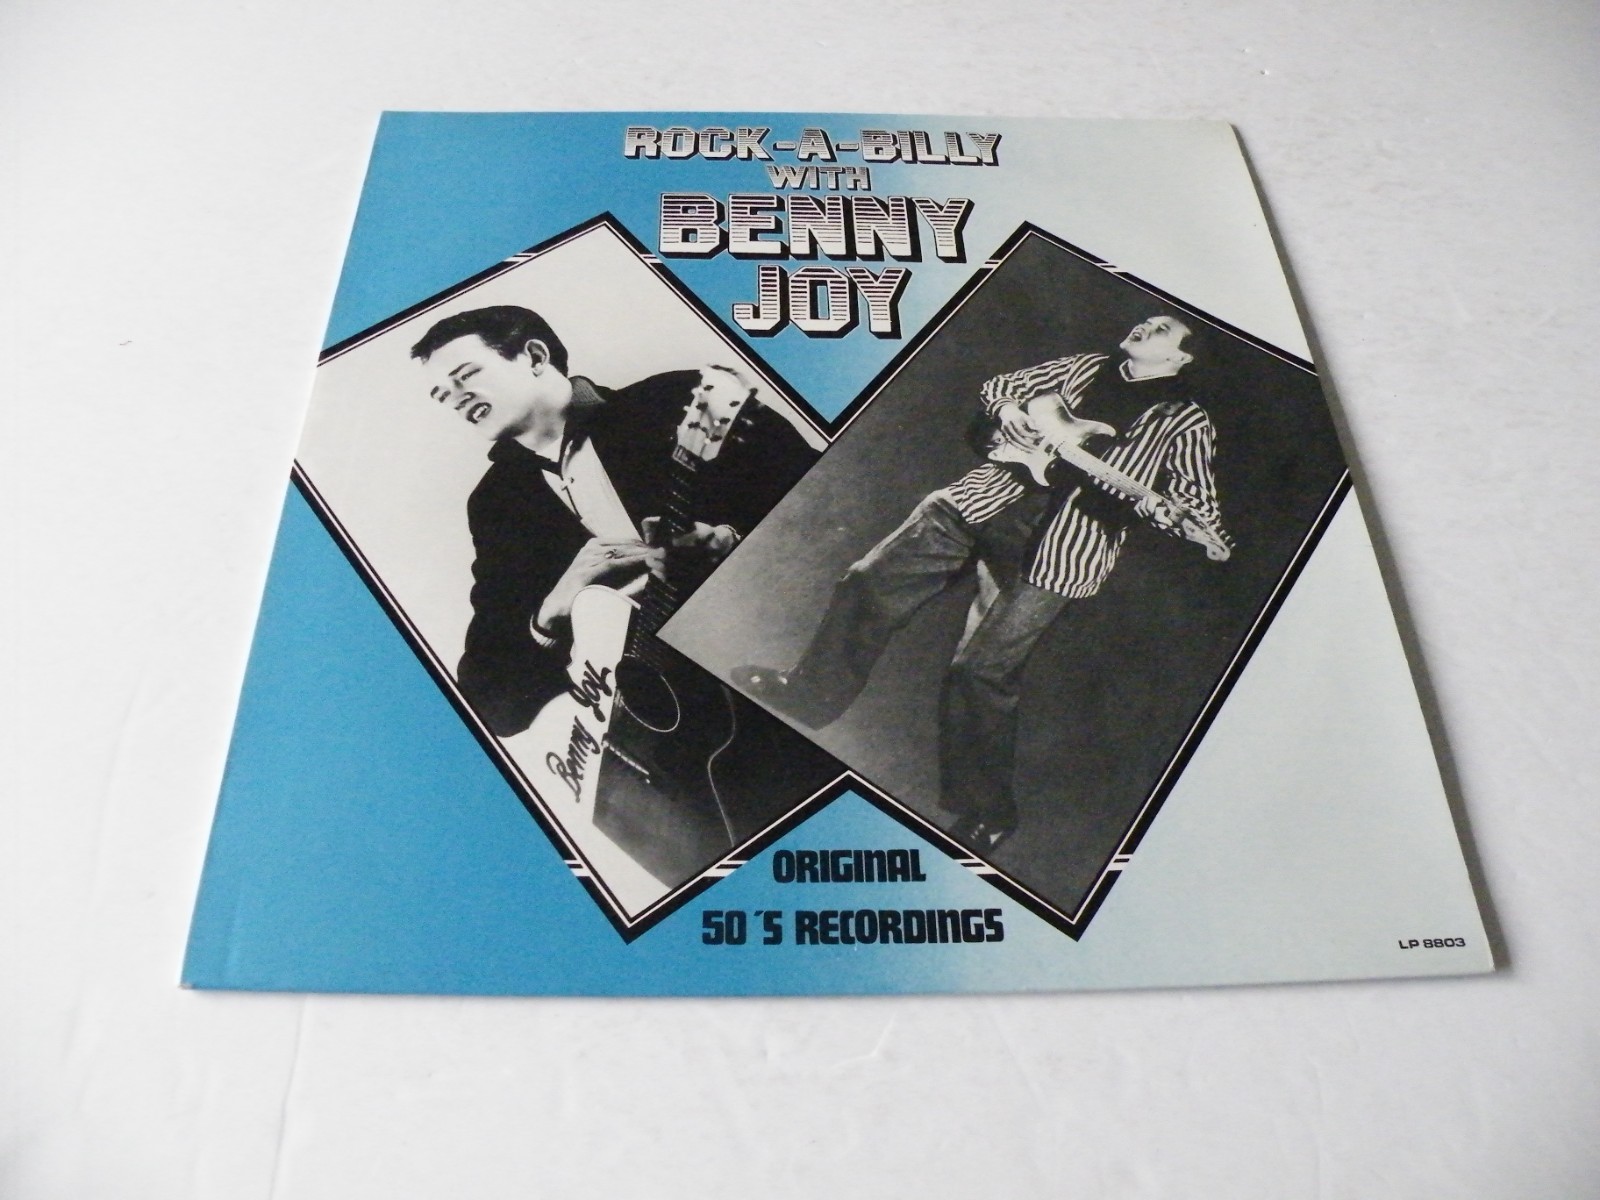 ROCK-A-BILLY
WITH
BENNY
JOY
Benny Joy
ORIGINAL
50'S RECORDINGS
LP 8803